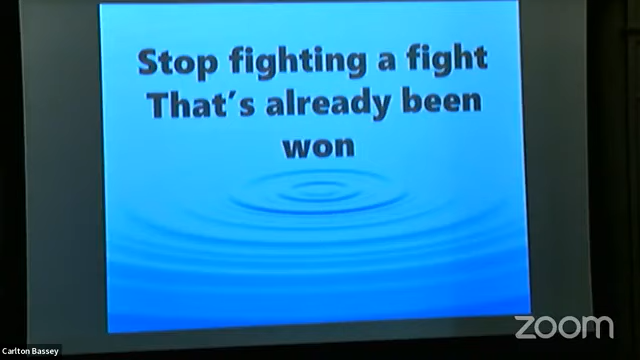 Stop fighting a fight
That's already been
won
Carlton Bassey
zoom